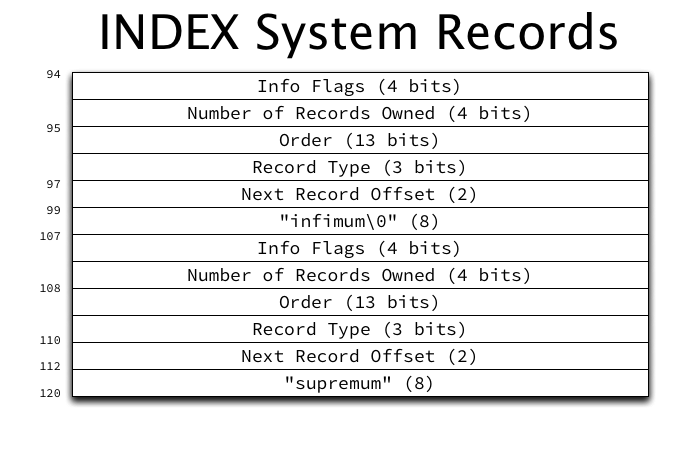 INDEX System Records
94
Info Flags (4 bits)
Number of Records Owned (4 bits)
95
Order (13 bits)
Record Type (3 bits)
97
Next Record Offset (2)
99
"infimum\0" (8)
107
Info Flags (4 bits)
Number of Records Owned (4 bits)
108
Order (13 bits)
Record Type (3 bits)
110
Next Record Offset (2)
112
"supremum" (8)
120